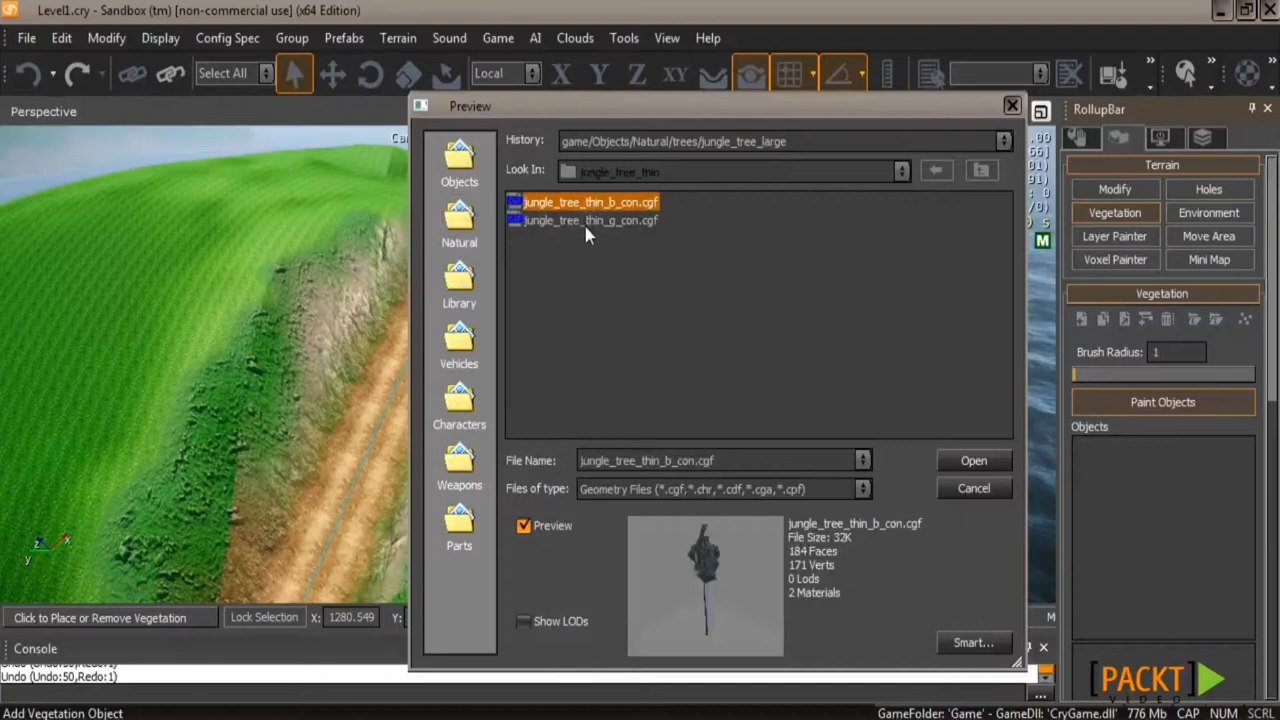 Level1.cry - Sandbox (tm) [non-commercial use] (x64 Edition)
File Edit Modify Display Config Spec Group Prefabs Terrain Sound Game AI Clouds Tools View Help
Select All
Local
X Y Z XY
Perspective
Preview
History: game/Objects/Natural/trees/jungle_tree_large
Look In: jungle_tree_thin
Objects
Natural
Library
Vehicles
Characters
Weapons
Parts
jungle_tree_thin_b_con.cgf
jungle_tree_thin_g_con.cgf
File Name: jungle_tree_thin_b_con.cgf
Open
Files of type: Geometry Files (*.cgf,*.chr,*.cdf,*.cga,*.cpf)
Cancel
Preview
jungle_tree_thin_b_con.cgf
File Size: 32K
184 Faces
171 Verts
0 Lods
2 Materials
Show LODs
Smart...
M
RollupBar
Terrain
Modify Holes
Vegetation Environment
Layer Painter Move Area
Voxel Painter Mini Map
Vegetation
Brush Radius: 1
Paint Objects
Objects
y
x
Click to Place or Remove Vegetation
Lock Selection
X: 1280.549
Y:
M
Console
Undo (Undo:50,Redo:1)
Undo (Undo:50,Redo:1)
[PACKT]
VIDEO
Add Vegetation Object
GameFolder: 'Game' - GameDll: 'CryGame.dll' 776 Mb CAP NUM SCRL